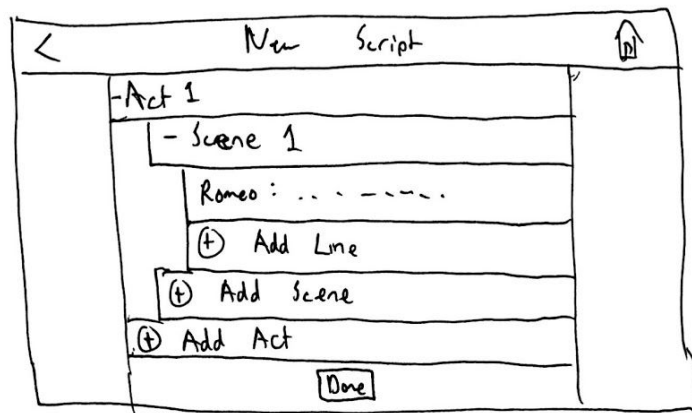 < New Script
- Act 1
- Scene 1
Romeo : . . . - . - . .
+ Add Line
+ Add Scene
+ Add Act
Done